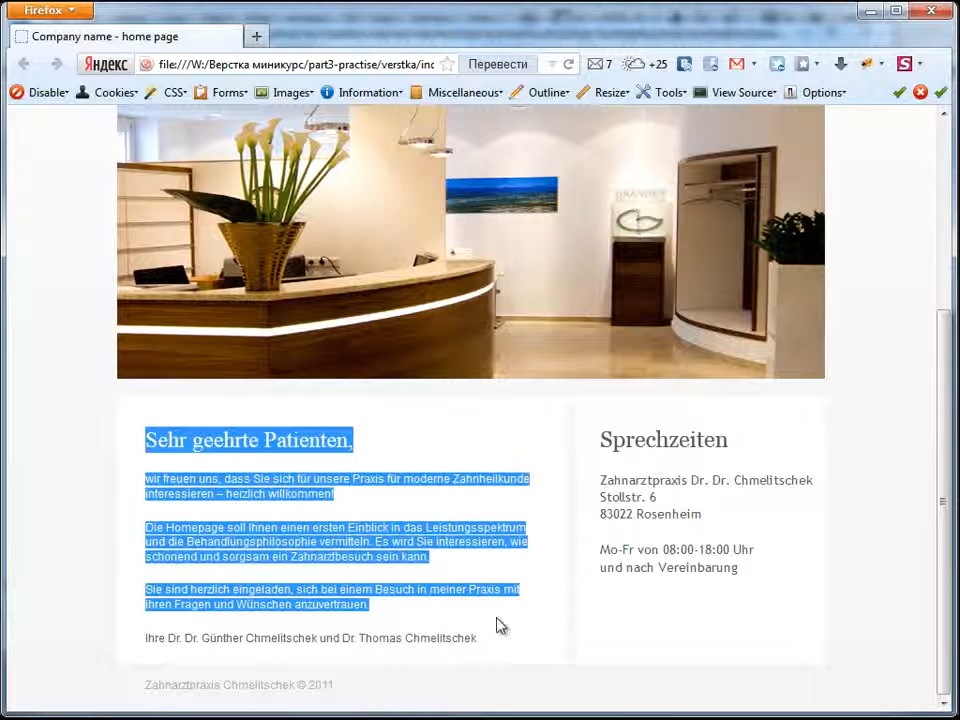 Firefox
Company name - home page
Яндекс
file:///W:/Верстка миникурс/part3-practise/verstka/inc
Перевести
7
+25
S
Disable
Cookies
CSS
Forms
Images
Information
Miscellaneous
Outline
Resize
Tools
View Source
Options
Sehr geehrte Patienten,
wir freuen uns, dass Sie sich für unsere Praxis für moderne Zahnheilkunde
interessieren – herzlich willkommen!
Die Homepage soll Ihnen einen ersten Einblick in das Leistungsspektrum
und die Behandlungsphilosophie vermitteln. Es wird Sie interessieren, wie
schonend und sorgsam ein Zahnarztbesuch sein kann.
Sie sind herzlich eingeladen, sich bei einem Besuch in meiner Praxis mit
ihren Fragen und Wünschen anzuvertrauen.
Ihre Dr. Dr. Günther Chmelitschek und Dr. Thomas Chmelitschek
Sprechzeiten
Zahnarztpraxis Dr. Dr. Chmelitschek
Stollstr. 6
83022 Rosenheim
Mo-Fr von 08:00-18:00 Uhr
und nach Vereinbarung
Zahnarztpraxis Chmelitschek © 2011